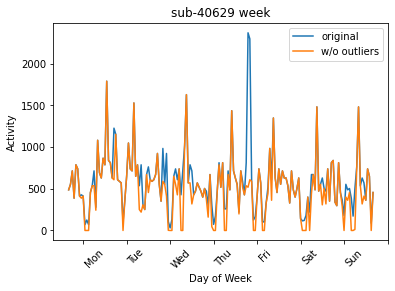 sub-40629 week
original
w/o outliers
Activity
2000
1500
1000
500
0
Mon
Tue
Wed
Thu
Fri
Sat
Sun
Day of Week